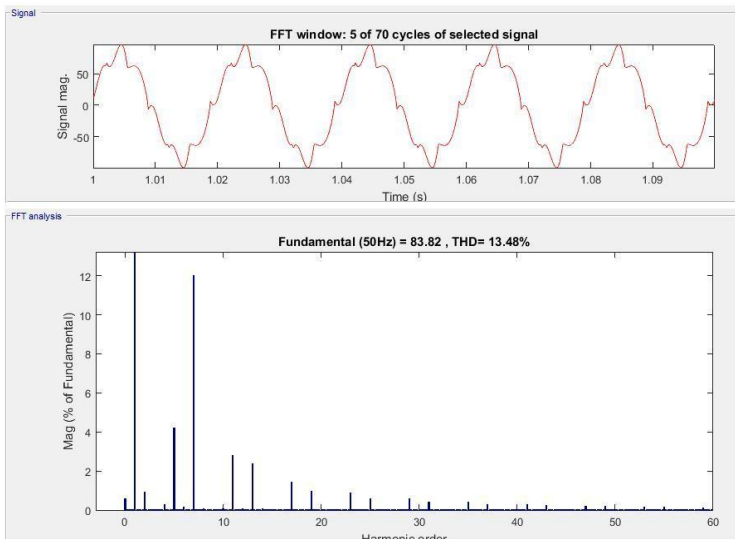 Signal
FFT window: 5 of 70 cycles of selected signal
Signal mag.
50
0
-50
1 1.01 1.02 1.03 1.04 1.05 1.06 1.07 1.08 1.09
Time (s)
FFT analysis
Fundamental (50Hz) = 83.82 , THD= 13.48%
Mag (% of Fundamental)
12
10
8
6
4
2
0
0 10 20 30 40 50 60
Harmonic order